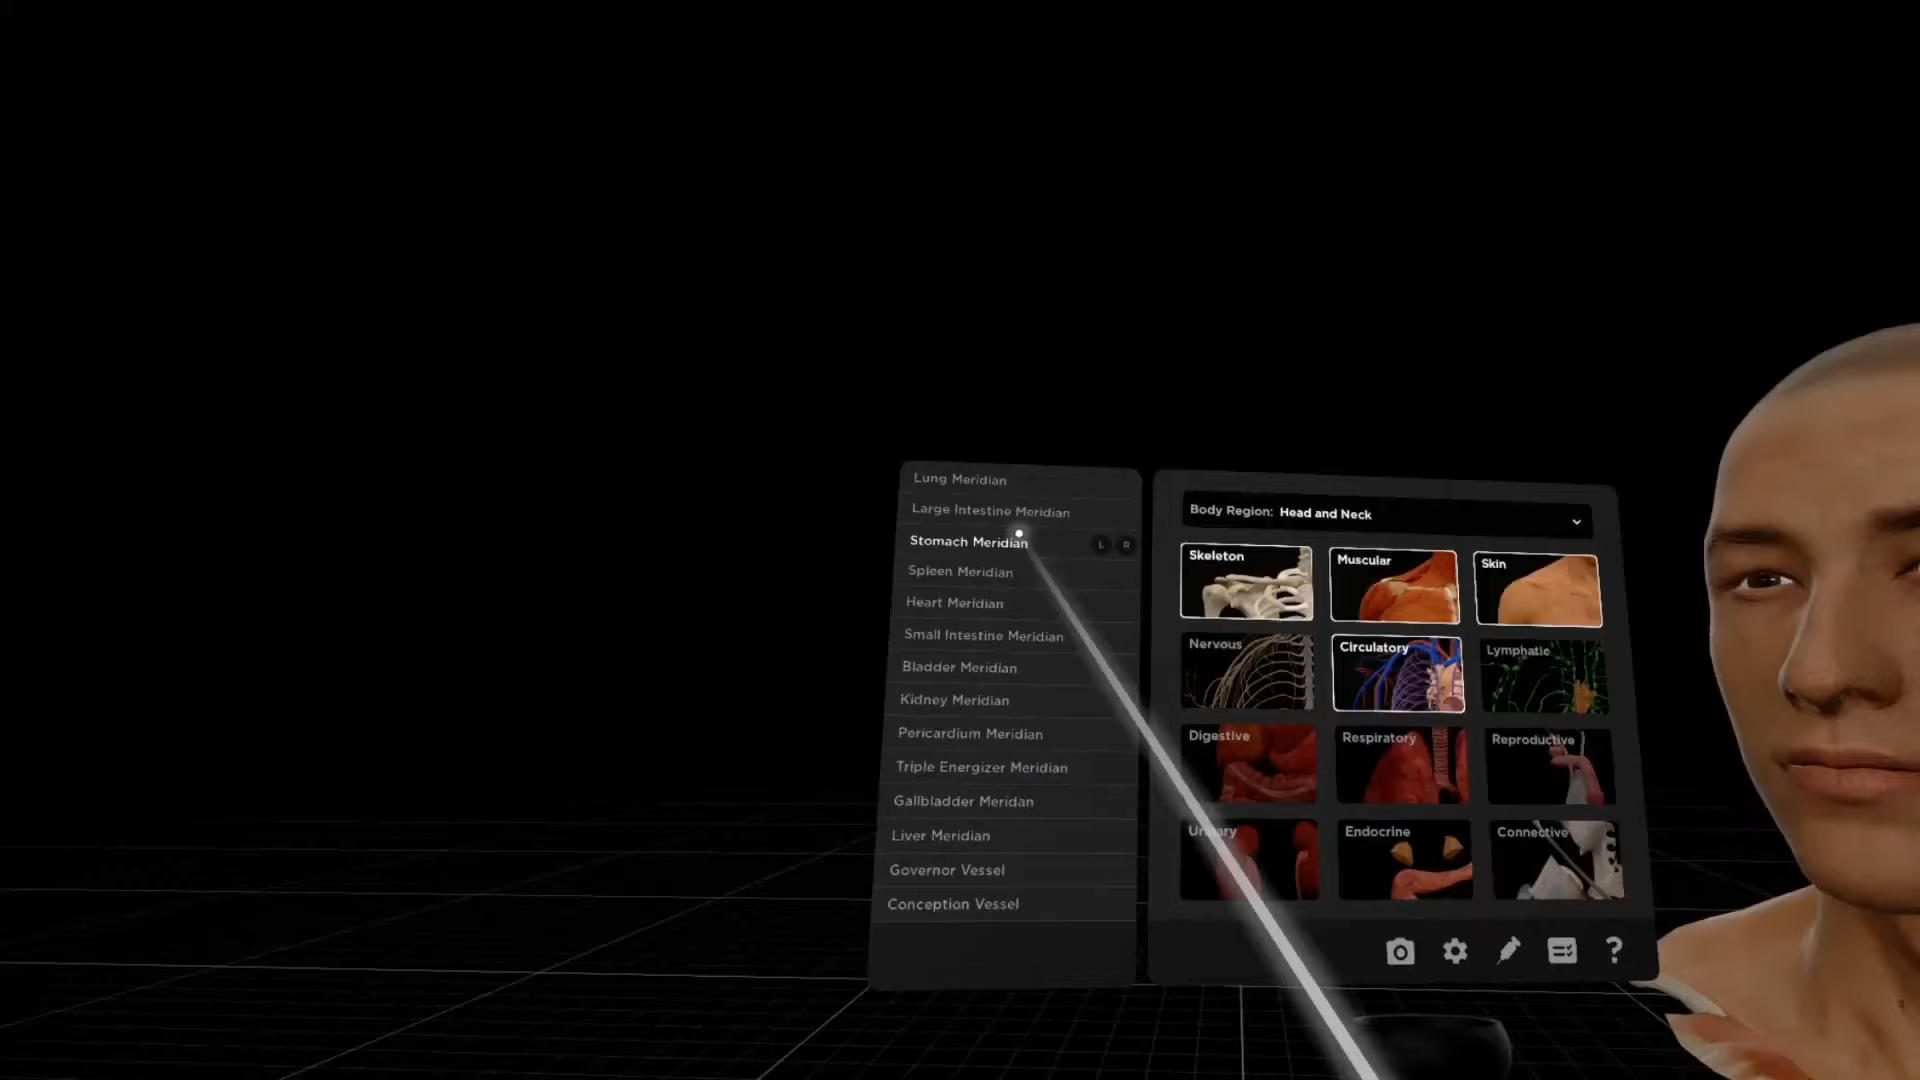 Lung Meridian
Large Intestine Meridian
Stomach Meridian
L R
Spleen Meridian
Heart Meridian
Small Intestine Meridian
Bladder Meridian
Kidney Meridian
Pericardium Meridian
Triple Energizer Meridian
Gallbladder Meridan
Liver Meridian
Governor Vessel
Conception Vessel
Body Region: Head and Neck
Skeleton
Muscular
Skin
Nervous
Circulatory
Lymphatic
Digestive
Respiratory
Reproductive
Urinary
Endocrine
Connective
?